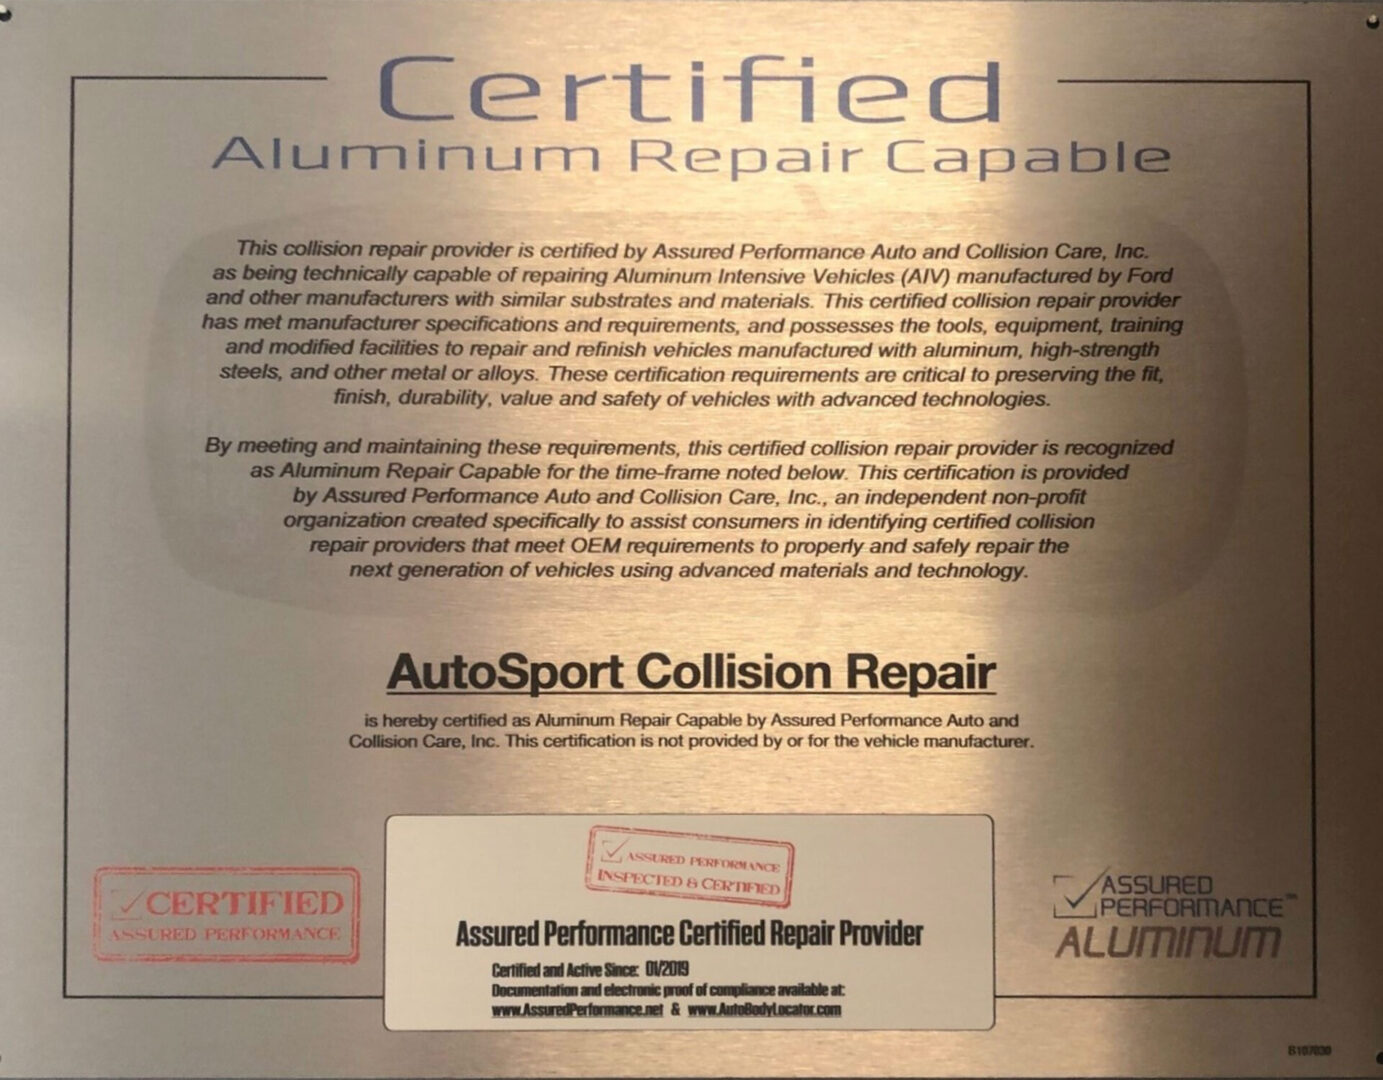 Certified
Aluminum Repair Capable
This collision repair provider is certified by Assured Performance Auto and Collision Care, Inc.
as being technically capable of repairing Aluminum Intensive Vehicles (AIV) manufactured by Ford
and other manufacturers with similar substrates and materials. This certified collision repair provider
has met manufacturer specifications and requirements, and possesses the tools, equipment, training
and modified facilities to repair and refinish vehicles manufactured with aluminum, high-strength
steels, and other metal or alloys. These certification requirements are critical to preserving the fit,
finish, durability, value and safety of vehicles with advanced technologies.
By meeting and maintaining these requirements, this certified collision repair provider is recognized
as Aluminum Repair Capable for the time-frame noted below. This certification is provided
by Assured Performance Auto and Collision Care, Inc., an independent non-profit
organization created specifically to assist consumers in identifying certified collision
repair providers that meet OEM requirements to properly and safely repair the
next generation of vehicles using advanced materials and technology.
AutoSport Collision Repair
is hereby certified as Aluminum Repair Capable by Assured Performance Auto and
Collision Care, Inc. This certification is not provided by or for the vehicle manufacturer.
CERTIFIED
ASSURED PERFORMANCE
ASSURED PERFORMANCE
INSPECTED & CERTIFIED
Assured Performance Certified Repair Provider
Certified and Active Since: 01/2019
Documentation and electronic proof of compliance available at:
www.AssuredPerformance.net & www.AutoBodyLocator.com
ASSURED
PERFORMANCE
ALUMINUM